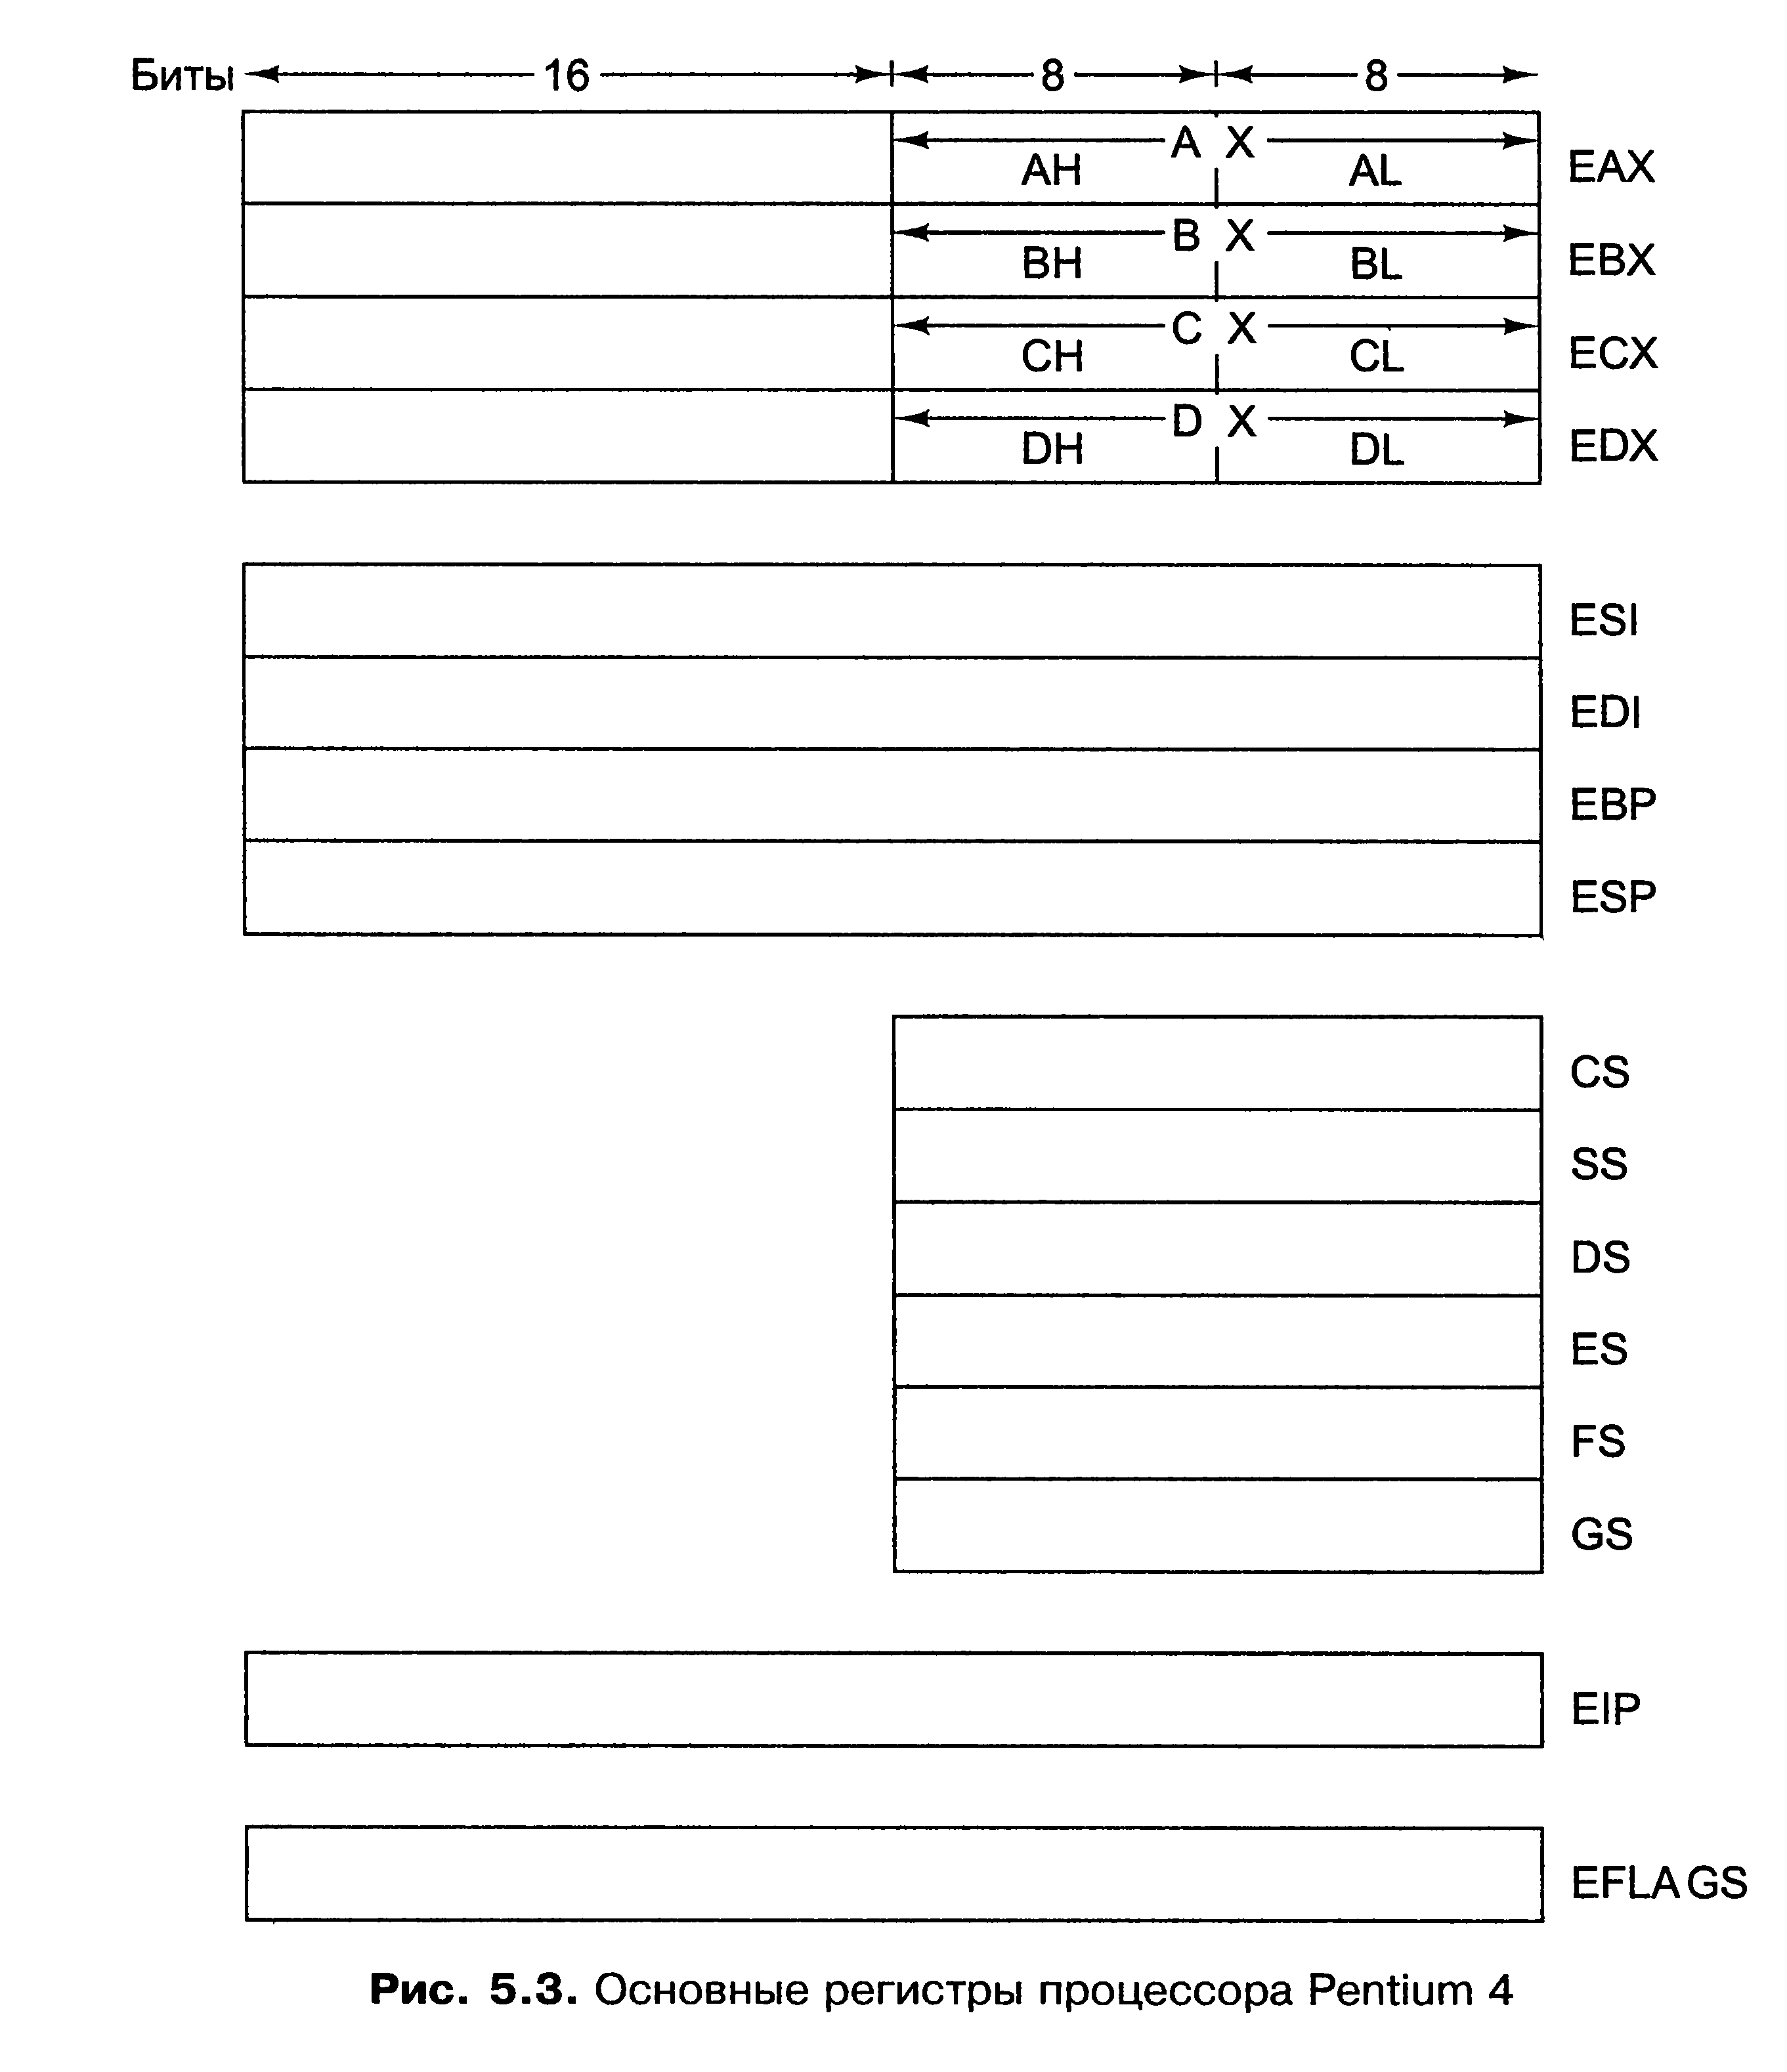 Биты 16 8 8
A X
AH AL EAX
B X
BH BL EBX
C X
CH CL ECX
D X
DH DL EDX
ESI
EDI
EBP
ESP
CS
SS
DS
ES
FS
GS
EIP
EFLAGS
Рис. 5.3. Основные регистры процессора Pentium 4